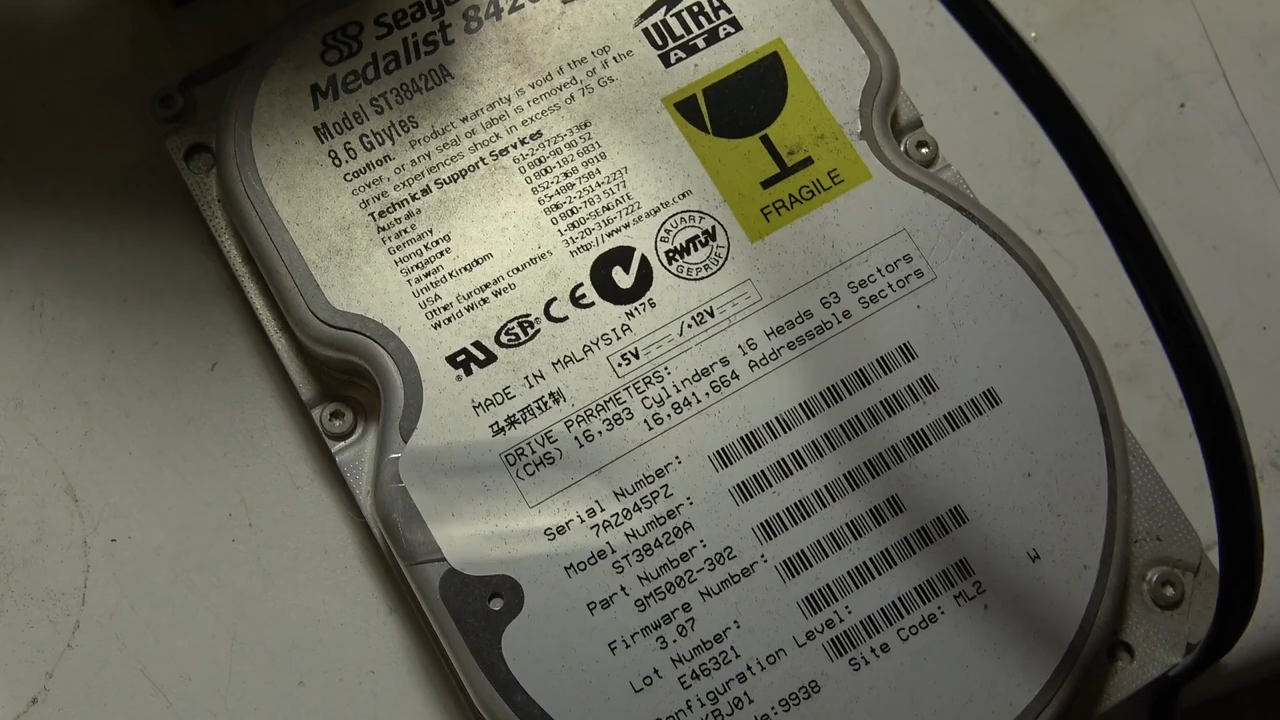 Seagate
Medalist 8420
Model ST38420A
8.6 Gbytes
Caution. Product warranty is void if the top
cover, or any seal or label is removed, or if the
drive experiences shock in excess of 75 Gs.
Technical Support Services
Australia 61-2-9725-3366
France 0 800-90 90 52
Germany 0 800-182 6831
Hong Kong 852-2368 9918
Singapore 65-488-7584
Taiwan 886-2-2514-2237
United Kingdom 0 800-783 5177
USA 1-800-SEAGATE
Other European countries 31-20-316-7222
World Wide Web http://www.seagate.com
ULTRA
ATA
FRAGILE
BAUART
RWTÜV
GEPRÜFT
SA
CE
N176
MADE IN MALAYSIA
马来西亚制
+5V /+12V
DRIVE PARAMETERS:
(CHS) 16,383 Cylinders 16 Heads 63 Sectors
16,841,664 Addressable Sectors
Serial Number:
7AZ045PZ
Model Number:
ST38420A
Part Number:
9M5002-302
Firmware Number:
3.07
Lot Number:
E46321
Configuration Level:
KBJ01
Site Code: ML2
9938
W